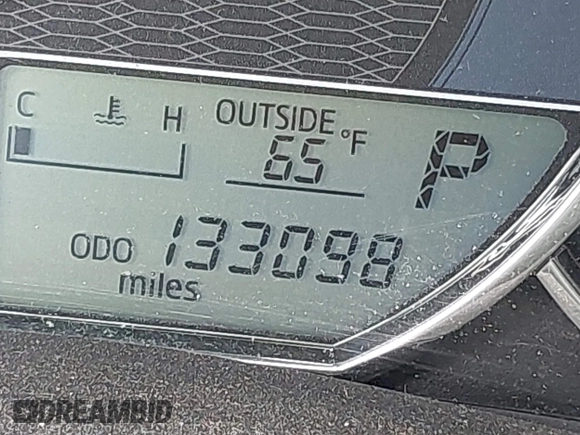 C H OUTSIDE °F
65
P
ODO 133098
miles
DREAMBID